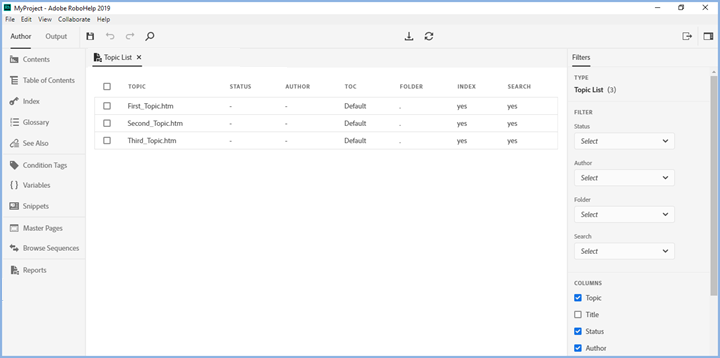 MyProject - Adobe RoboHelp 2019
File Edit View Collaborate Help
Author Output
Contents
Table of Contents
Index
Glossary
See Also
Condition Tags
Variables
Snippets
Master Pages
Browse Sequences
Reports
Topic List
TOPIC STATUS AUTHOR TOC FOLDER INDEX SEARCH
First_Topic.htm - - Default . yes yes
Second_Topic.htm - - Default . yes yes
Third_Topic.htm - - Default . yes yes
Filters
TYPE
Topic List (3)
FILTER
Status
Select
Author
Select
Folder
Select
Search
Select
COLUMNS
Topic
Title
Status
Author